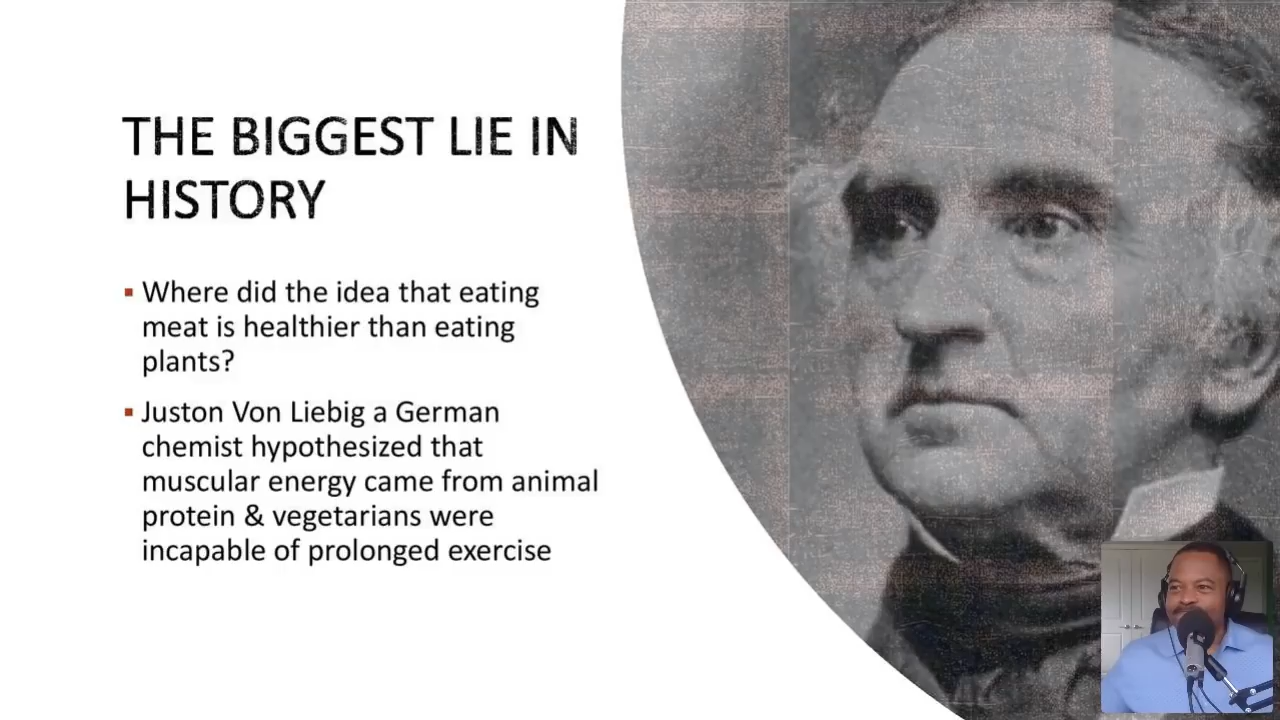 THE BIGGEST LIE IN
HISTORY
▪ Where did the idea that eating
meat is healthier than eating
plants?
▪ Juston Von Liebig a German
chemist hypothesized that
muscular energy came from animal
protein & vegetarians were
incapable of prolonged exercise